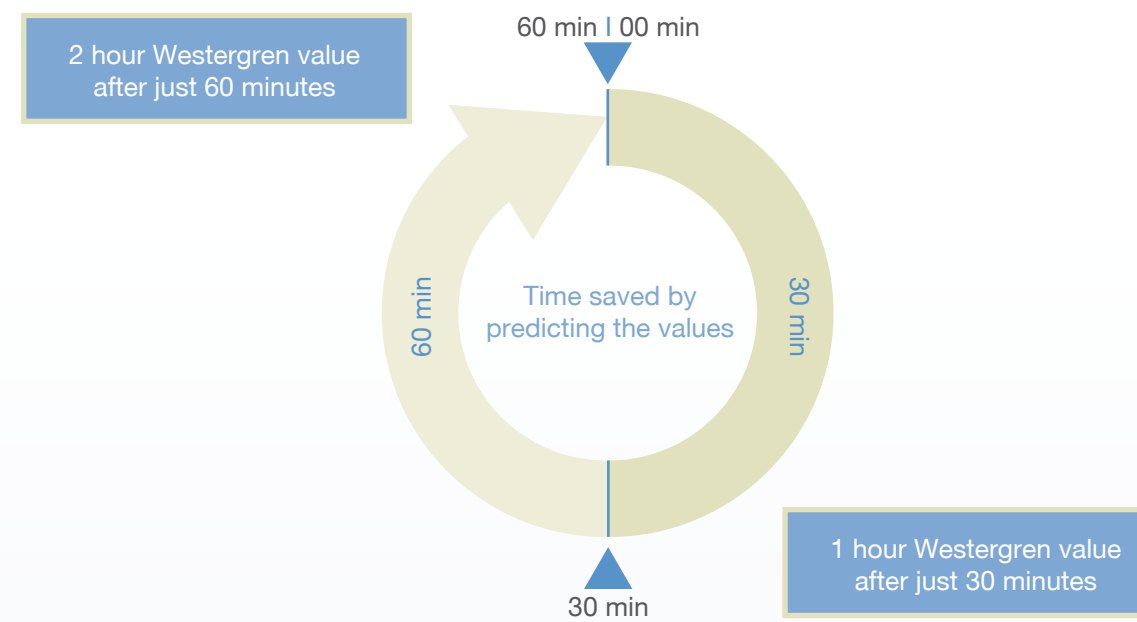 60 min | 00 min
2 hour Westergren value
after just 60 minutes
60 min
Time saved by
predicting the values
30 min
1 hour Westergren value
after just 30 minutes
30 min